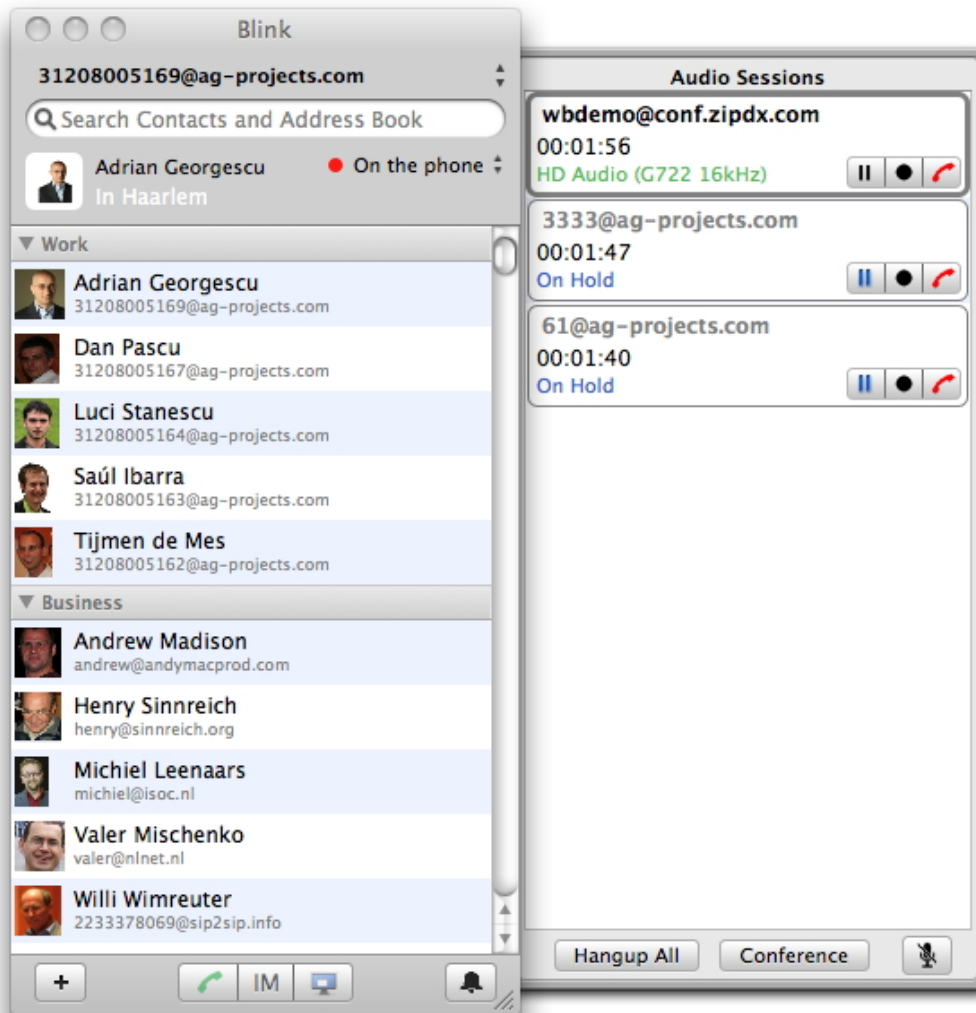 Blink
31208005169@ag-projects.com
Search Contacts and Address Book
Adrian Georgescu
On the phone
In Haarlem
Work
Adrian Georgescu
31208005169@ag-projects.com
Dan Pascu
31208005167@ag-projects.com
Luci Stanescu
31208005164@ag-projects.com
Saúl Ibarra
31208005163@ag-projects.com
Tijmen de Mes
31208005162@ag-projects.com
Business
Andrew Madison
andrew@andymacprod.com
Henry Sinnreich
henry@sinnreich.org
Michiel Leenaars
michiel@isoc.nl
Valer Mischenko
valer@nlnet.nl
Willi Wimreuter
2233378069@sip2sip.info
IM
Audio Sessions
wbdemo@conf.zipdx.com
00:01:56
HD Audio (G722 16kHz)
3333@ag-projects.com
00:01:47
On Hold
61@ag-projects.com
00:01:40
On Hold
Hangup All
Conference